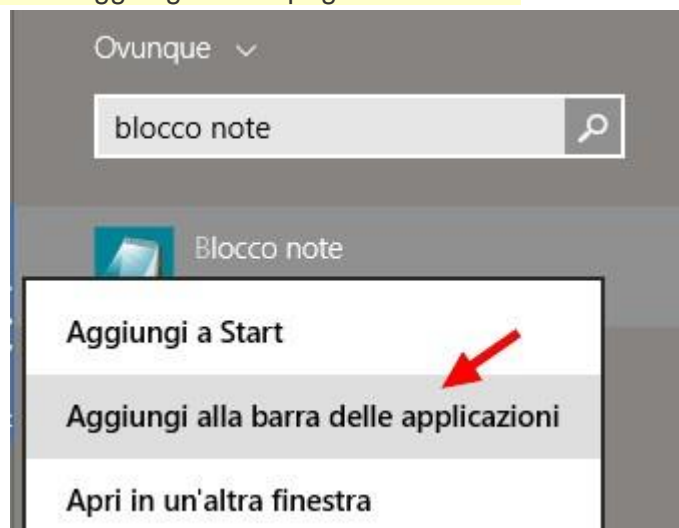 Ovunque
blocco note
Blocco note
Aggiungi a Start
Aggiungi alla barra delle applicazioni
Apri in un'altra finestra